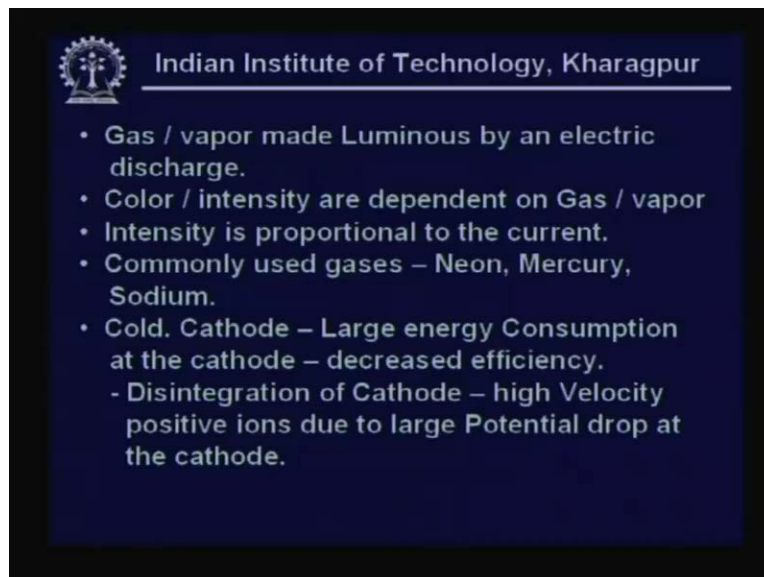 Indian Institute of Technology, Kharagpur
• Gas / vapor made Luminous by an electric
discharge.
• Color / intensity are dependent on Gas / vapor
• Intensity is proportional to the current.
• Commonly used gases – Neon, Mercury,
Sodium.
• Cold. Cathode – Large energy Consumption
at the cathode – decreased efficiency.
- Disintegration of Cathode – high Velocity
positive ions due to large Potential drop at
the cathode.